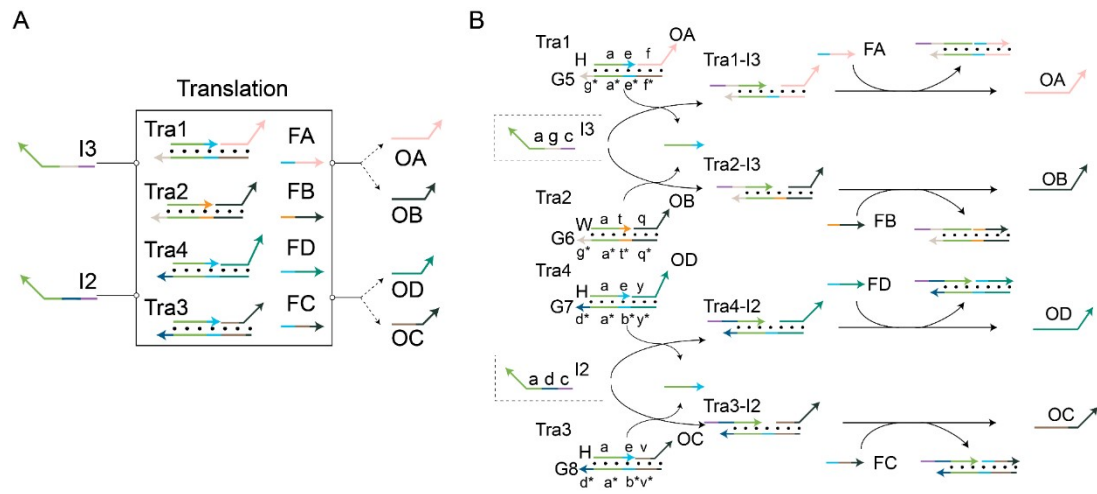 A
Translation
I3
Tra1
FA
OA
Tra2
FB
OB
Tra4
FD
OD
I2
Tra3
FC
OC
B
Tra1
H a e f OA
G5
g* a* e* f*
Tra1-I3
FA
OA
a g c I3
Tra2-I3
Tra2
W a t q OB
G6
g* a* t* q*
FB
OB
Tra4
H a e y OD
G7
d* a* b* y*
Tra4-I2
FD
OD
a d c I2
Tra3-I2
Tra3
H a e v OC
G8
d* a* b* v*
FC
OC